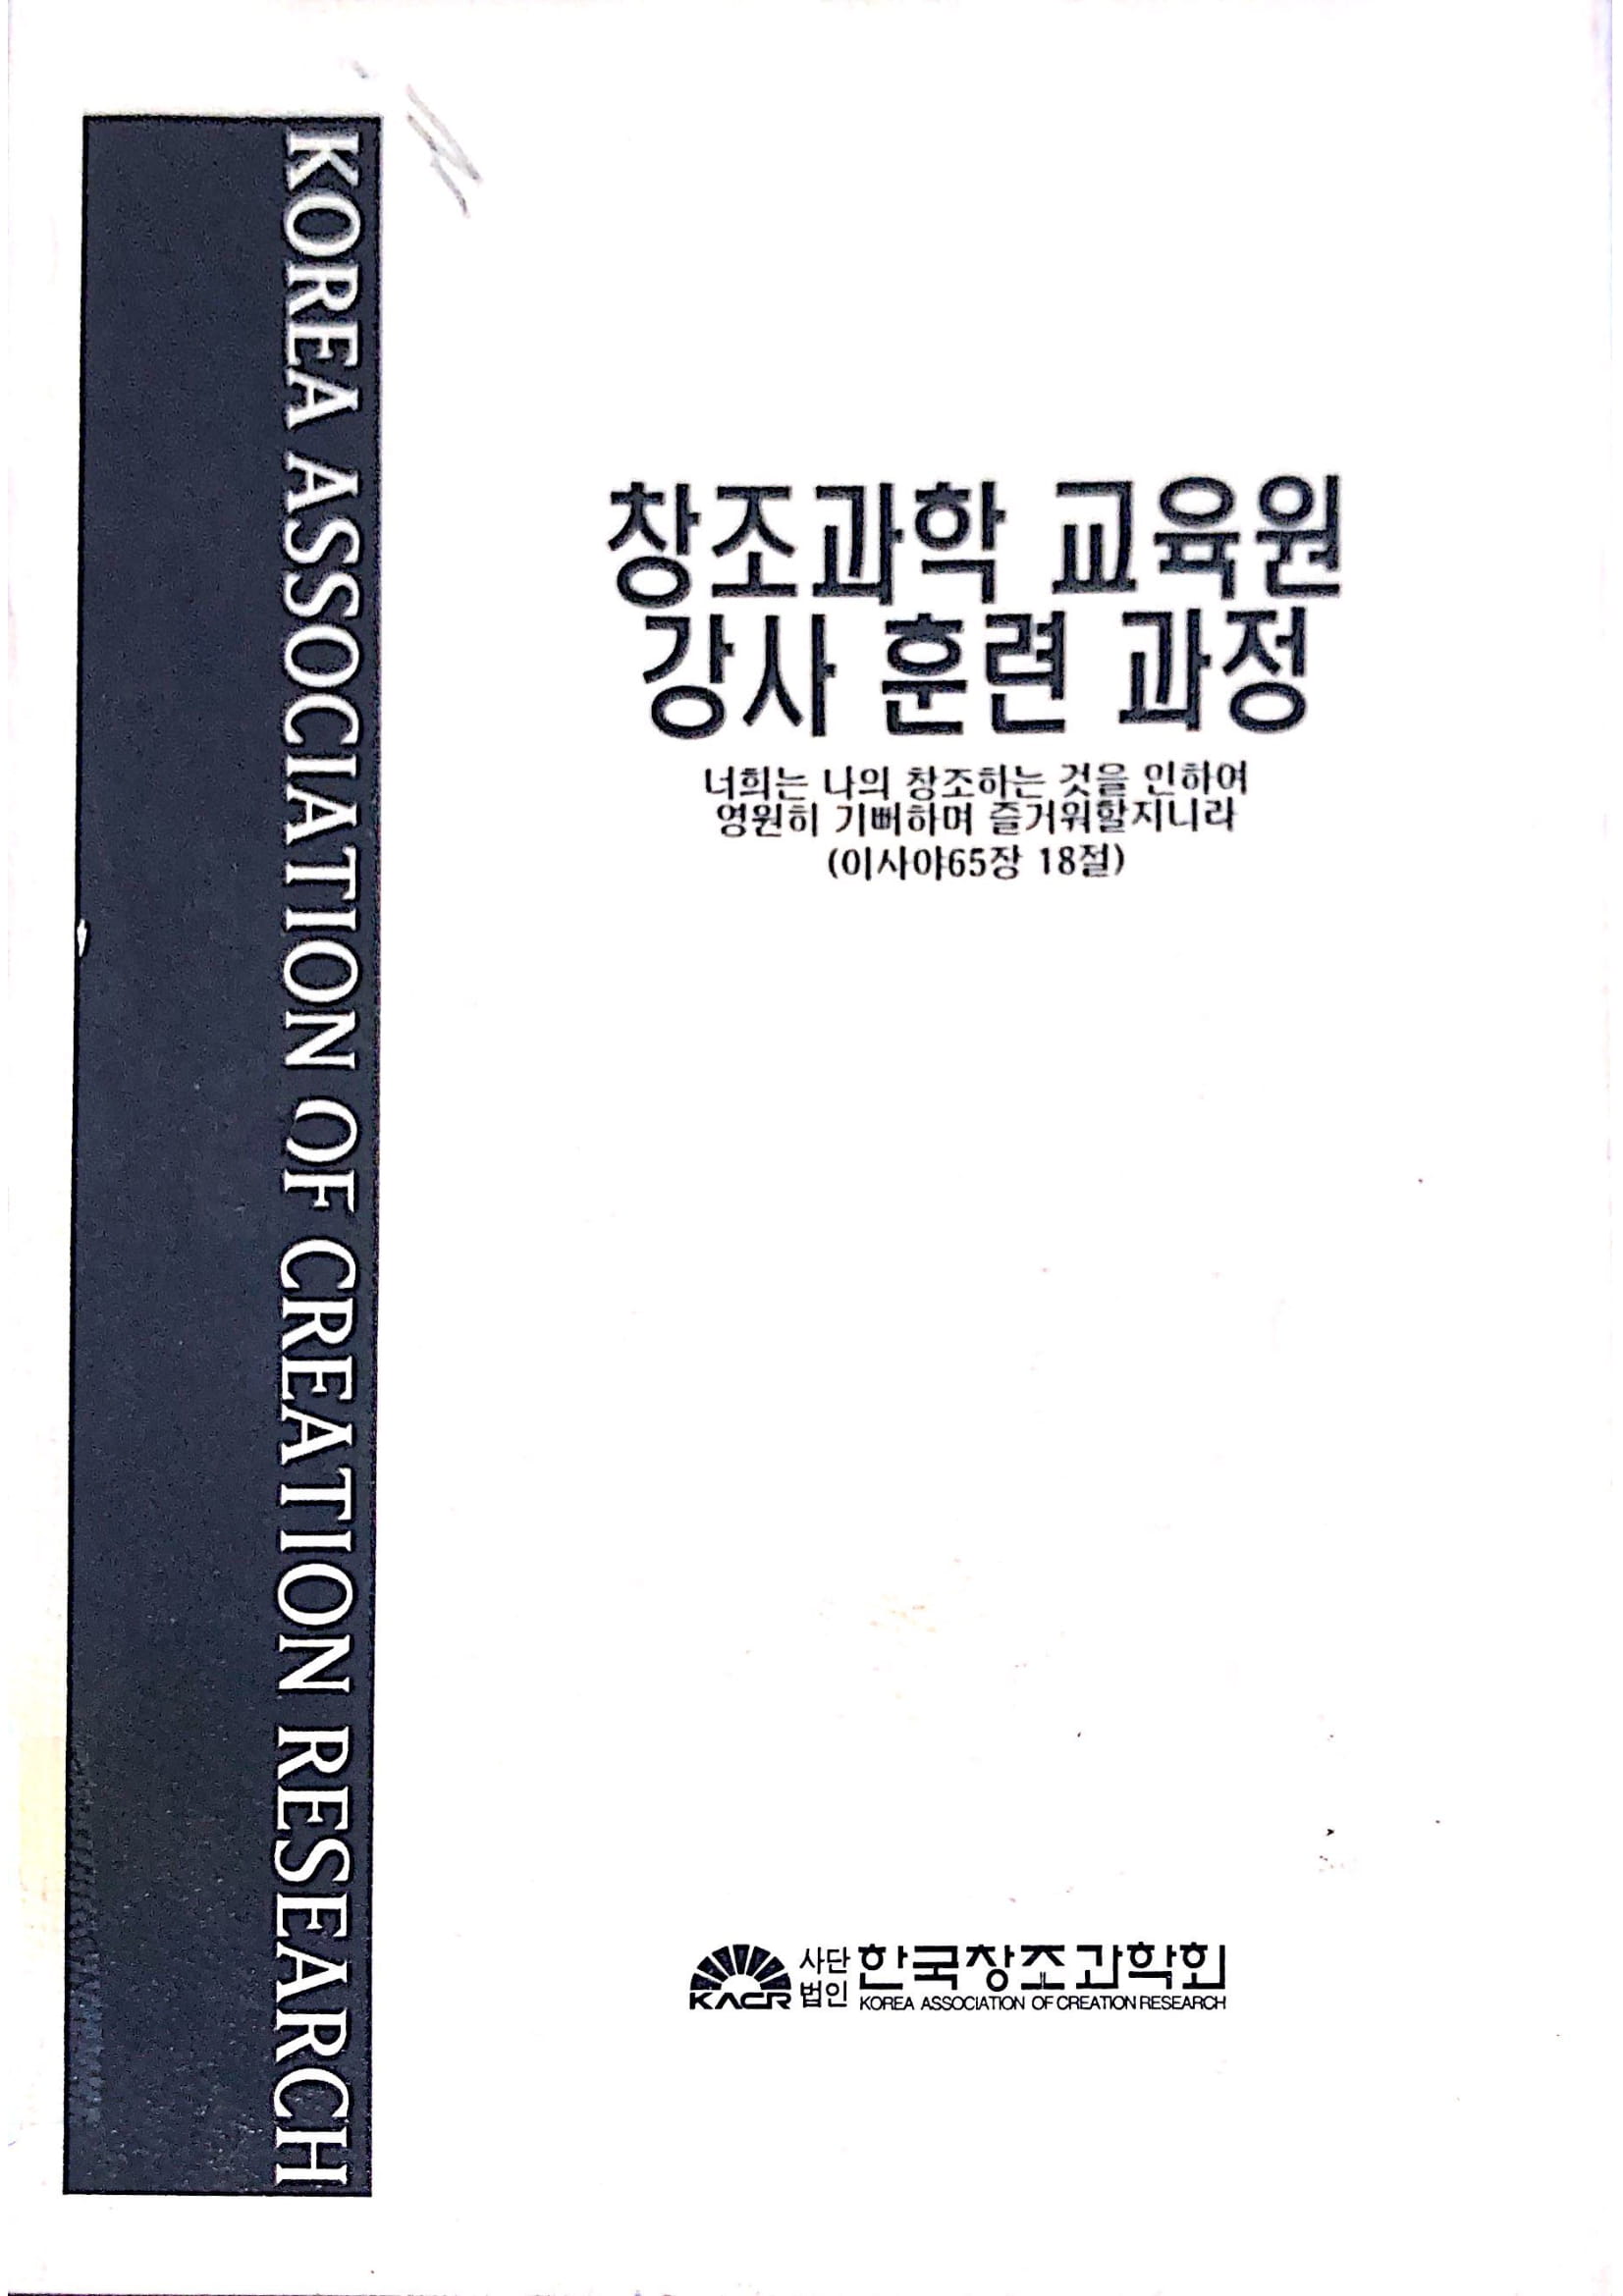 KOREA ASSOCIATION OF CREATION RESEARCH
창조과학 교육원
강사 훈련 과정
너희는 나의 창조하는 것을 인하여
영원히 기뻐하며 즐거워할지니라
(이사야65장 18절)
KACR 사단법인 한국창조과학회
KOREA ASSOCIATION OF CREATION RESEARCH